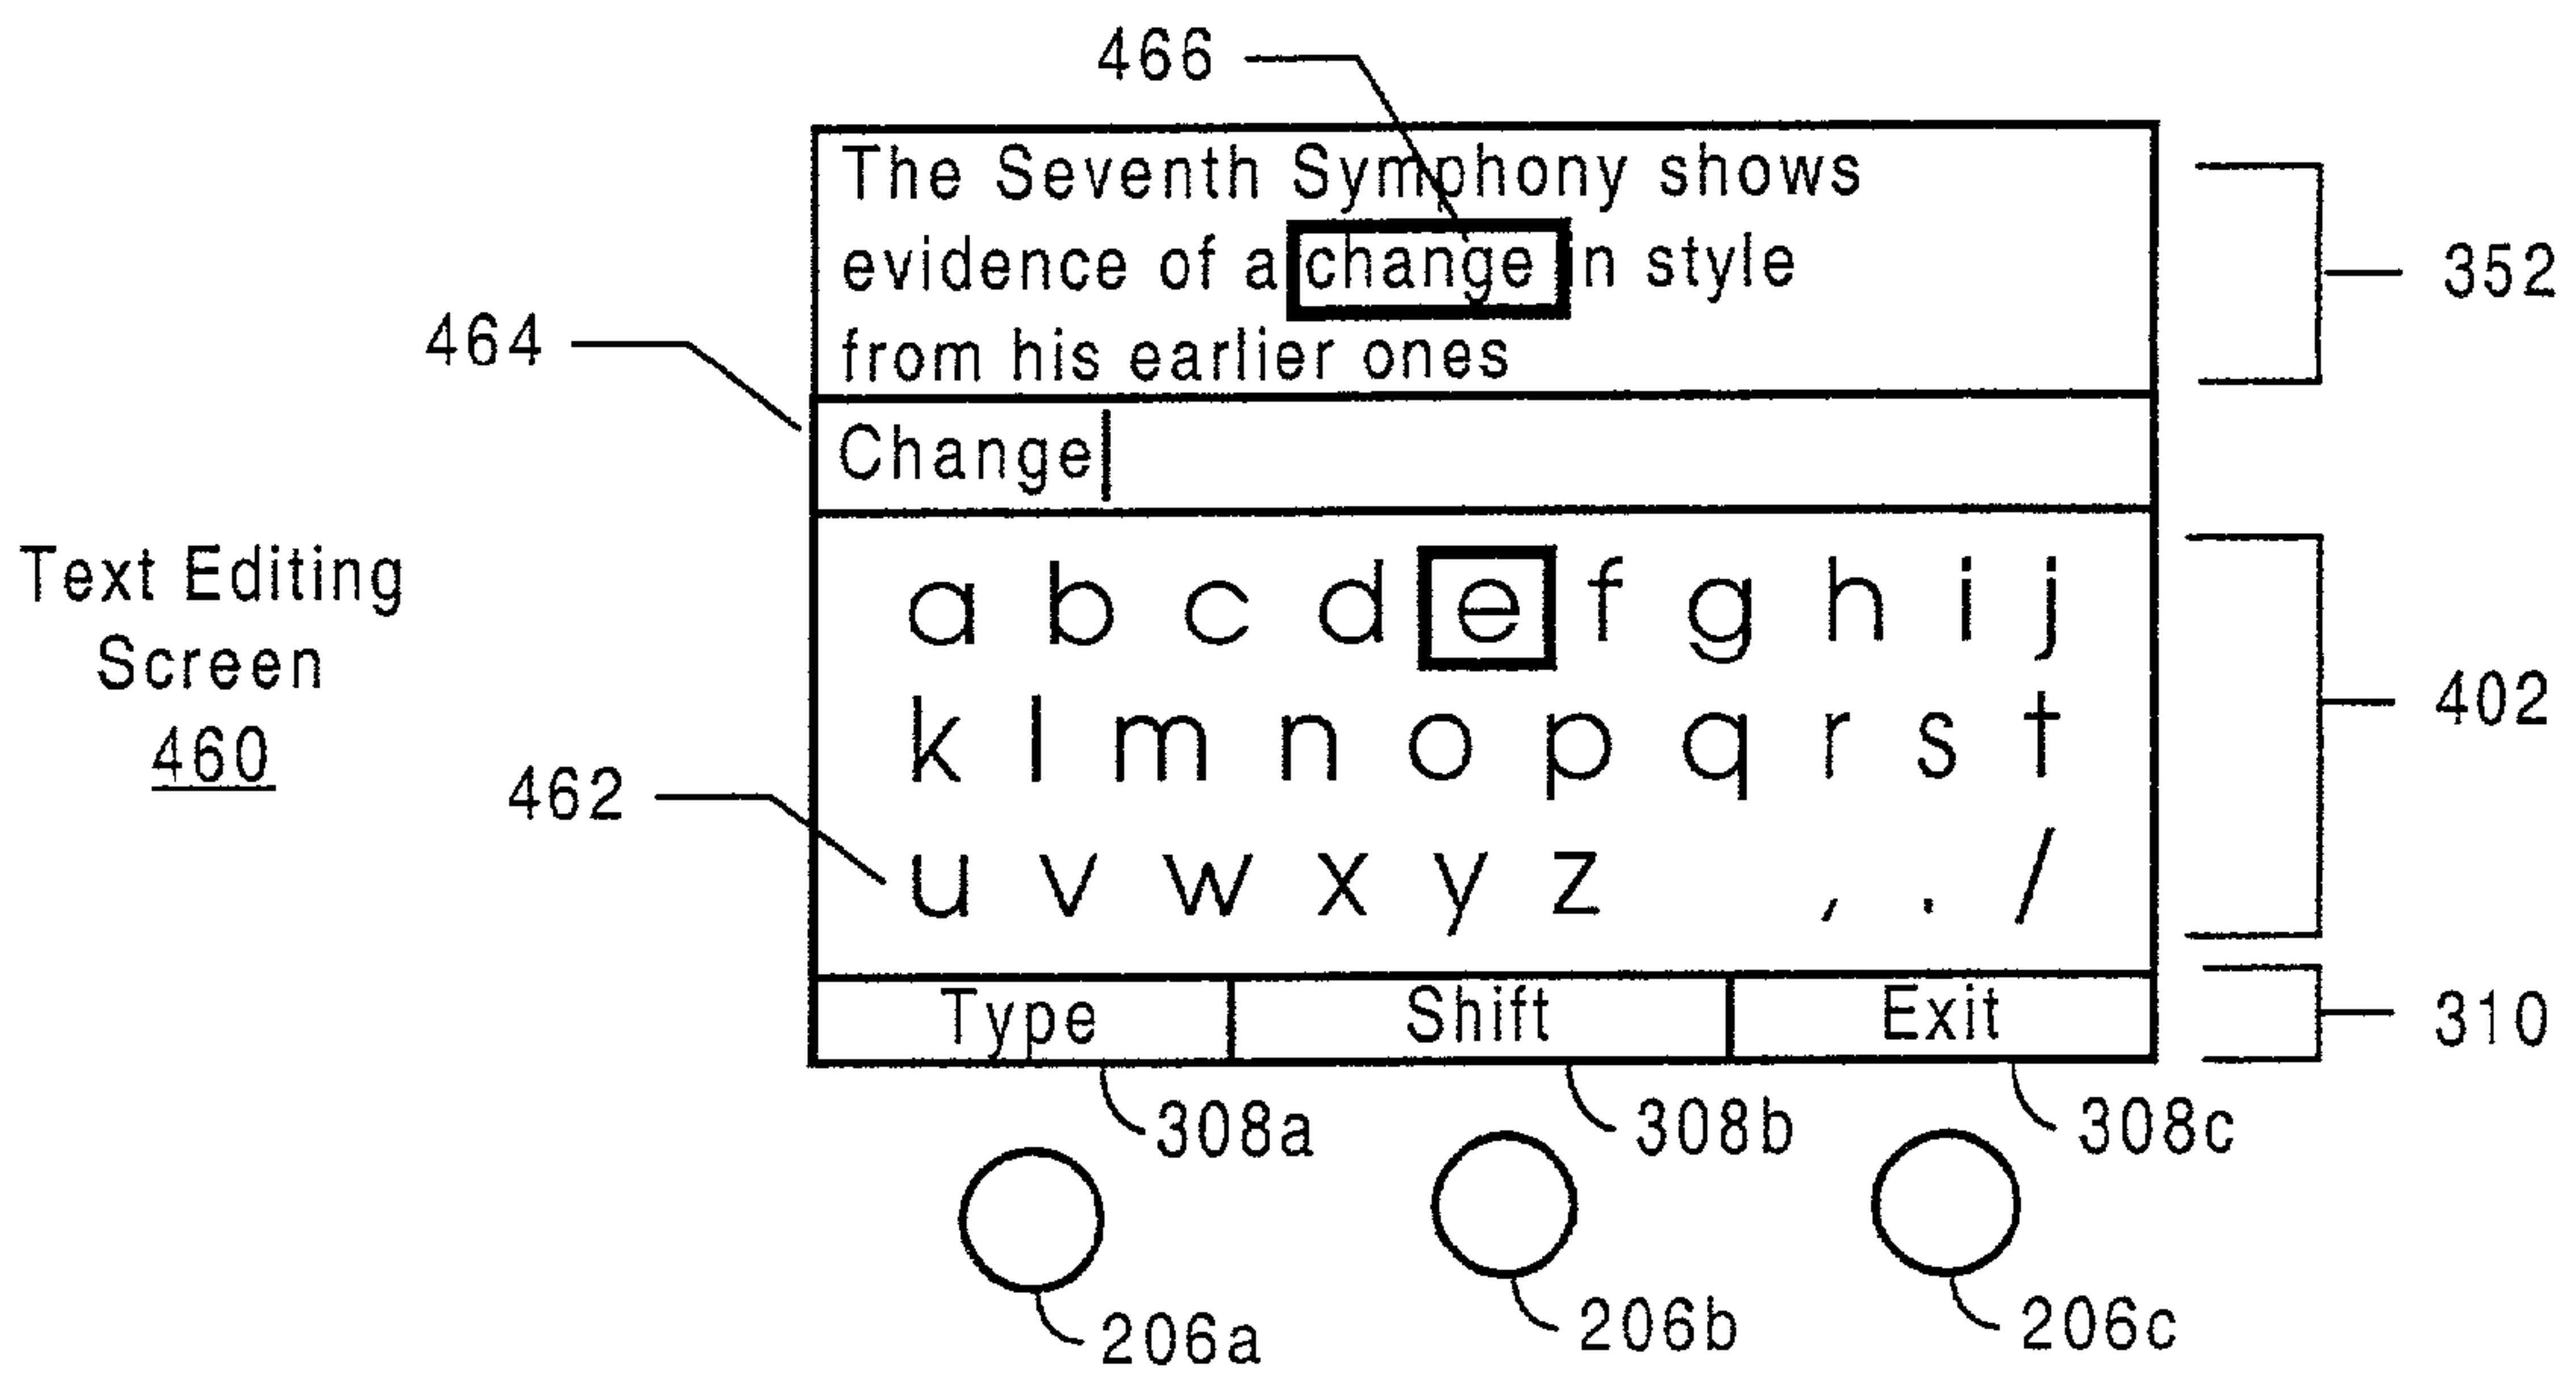 466
The Seventh Symphony shows
evidence of a change in style
from his earlier ones
352
464
Change
Text Editing
Screen
460
a b c d e f g h i j
k l m n o p q r s t
u v w x y z , . /
402
462
Type Shift Exit
310
308a 308b 308c
206a 206b 206c